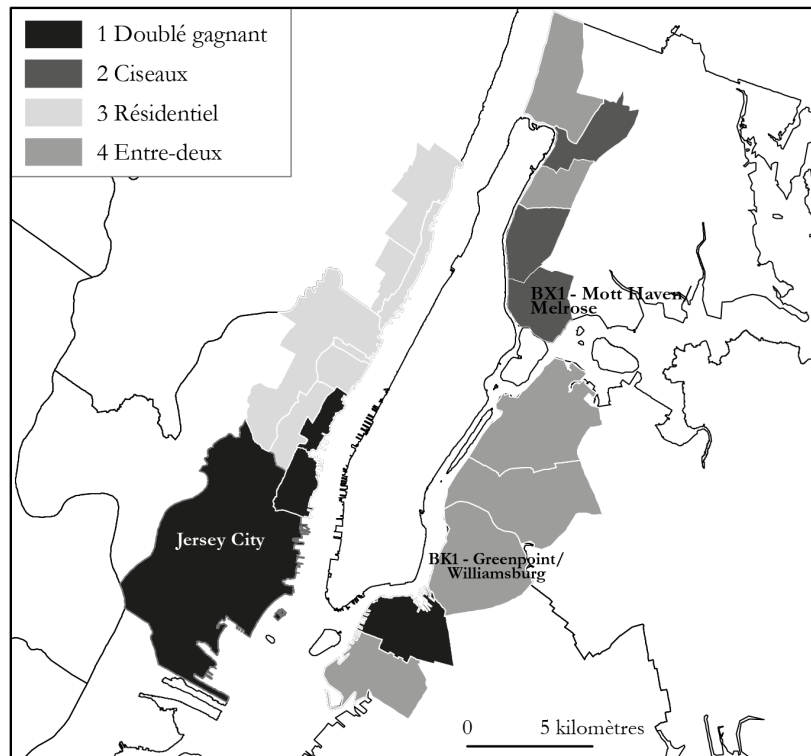 1 Doublé gagnant
2 Ciseaux
3 Résidentiel
4 Entre-deux
BX1 - Mott Haven/
Melrose
Jersey City
BK1 - Greenpoint/
Williamsburg
0 5 kilomètres